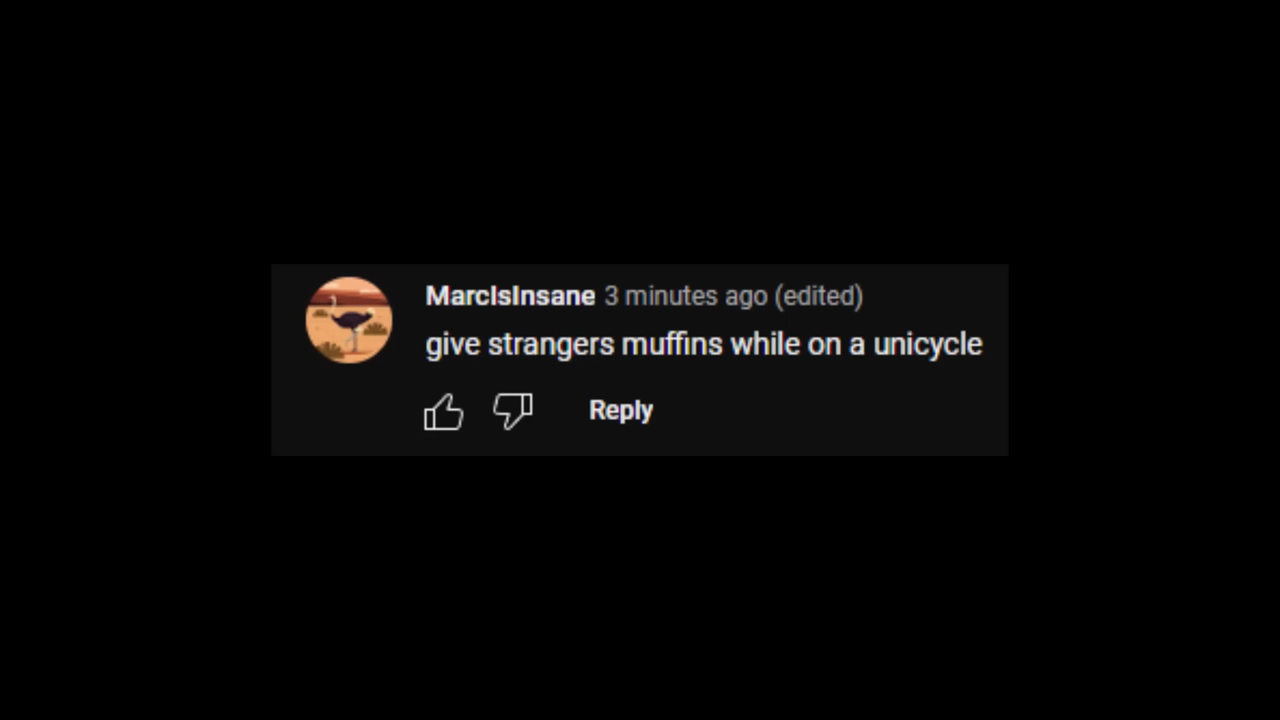 MarcIsInsane 3 minutes ago (edited)
give strangers muffins while on a unicycle
Reply